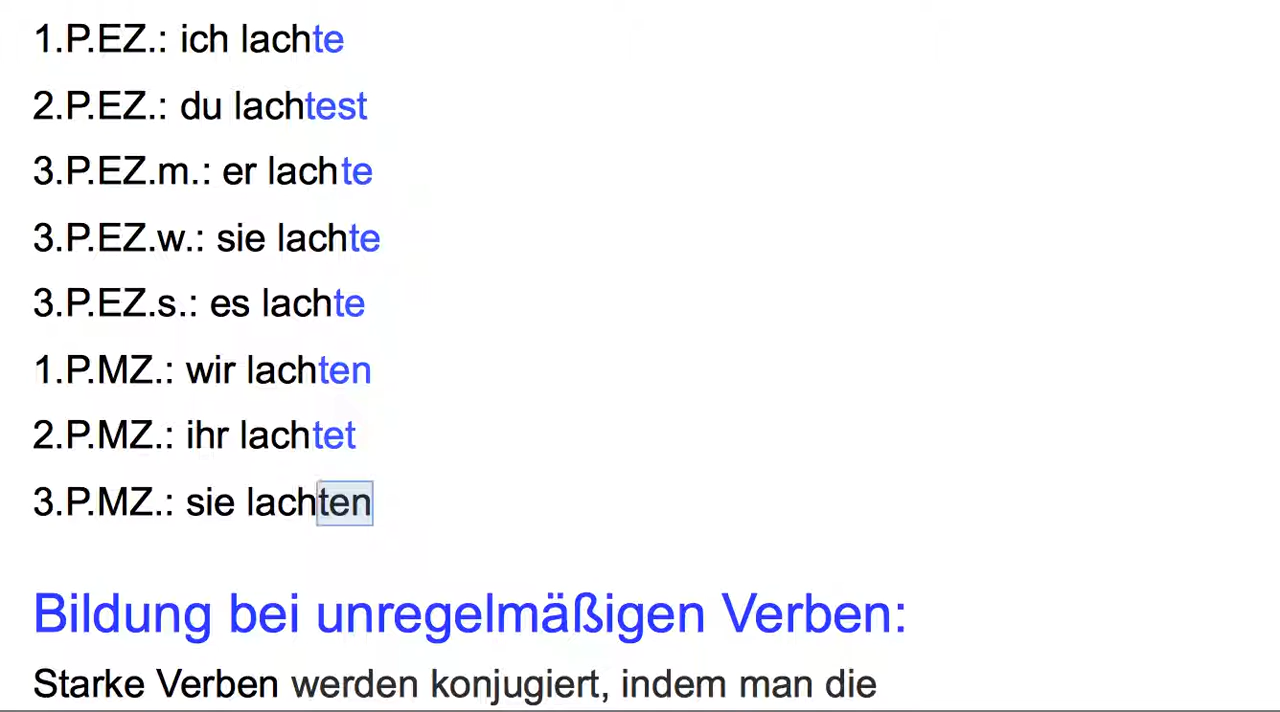 1.P.EZ.: ich lachte
2.P.EZ.: du lachtest
3.P.EZ.m.: er lachte
3.P.EZ.w.: sie lachte
3.P.EZ.s.: es lachte
1.P.MZ.: wir lachten
2.P.MZ.: ihr lachtet
3.P.MZ.: sie lachten
Bildung bei unregelmäßigen Verben:
Starke Verben werden konjugiert, indem man die